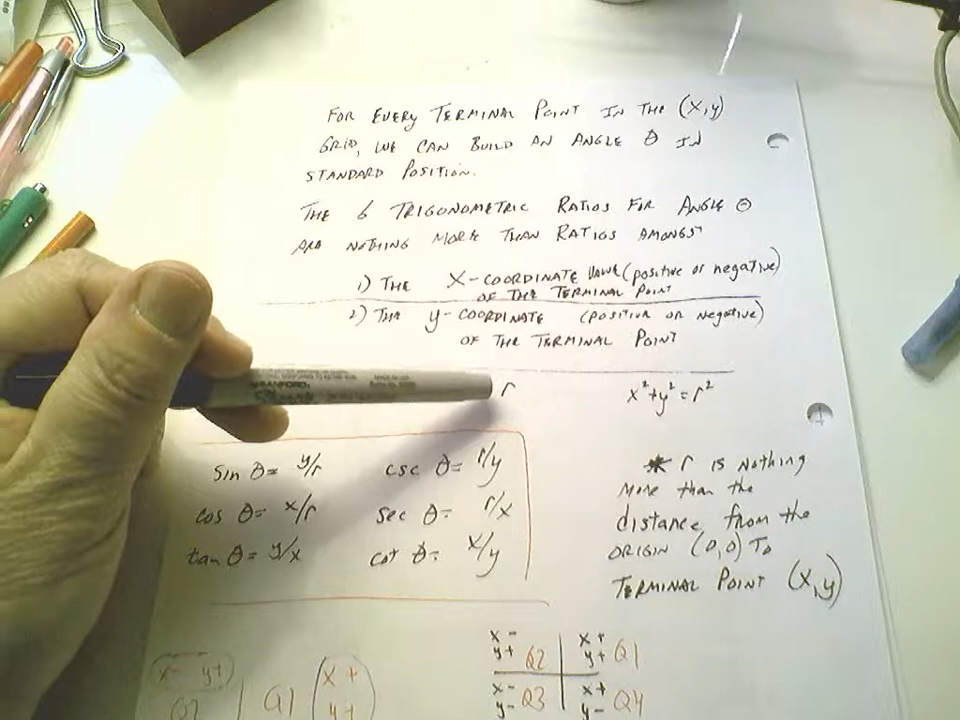 FOR EVERY TERMINAL POINT IN THE (X,y)
GRID, WE CAN BUILD AN ANGLE θ IN
STANDARD POSITION.
THE 6 TRIGONOMETRIC RATIOS FOR ANGLE θ
ARE NOTHING MORE THAN RATIOS AMONGST
1) THE X-COORDINATE VALUE (positive or negative)
OF THE TERMINAL POINT
2) THE y-COORDINATE (positive or negative)
OF THE TERMINAL POINT
r x²+y²=r²
SANFORD
sin θ= y/r csc θ= r/y
cos θ= x/r sec θ= r/x
tan θ= y/x cot θ= x/y
* r is nothing
more than the
distance from the
ORIGIN (0,0) TO
TERMINAL POINT (X,y)
x- x+
y+ Q2 y+ Q1
x- Q3 x+ Q4
y- y-
x- y+ x+
Q2 Q1 y+